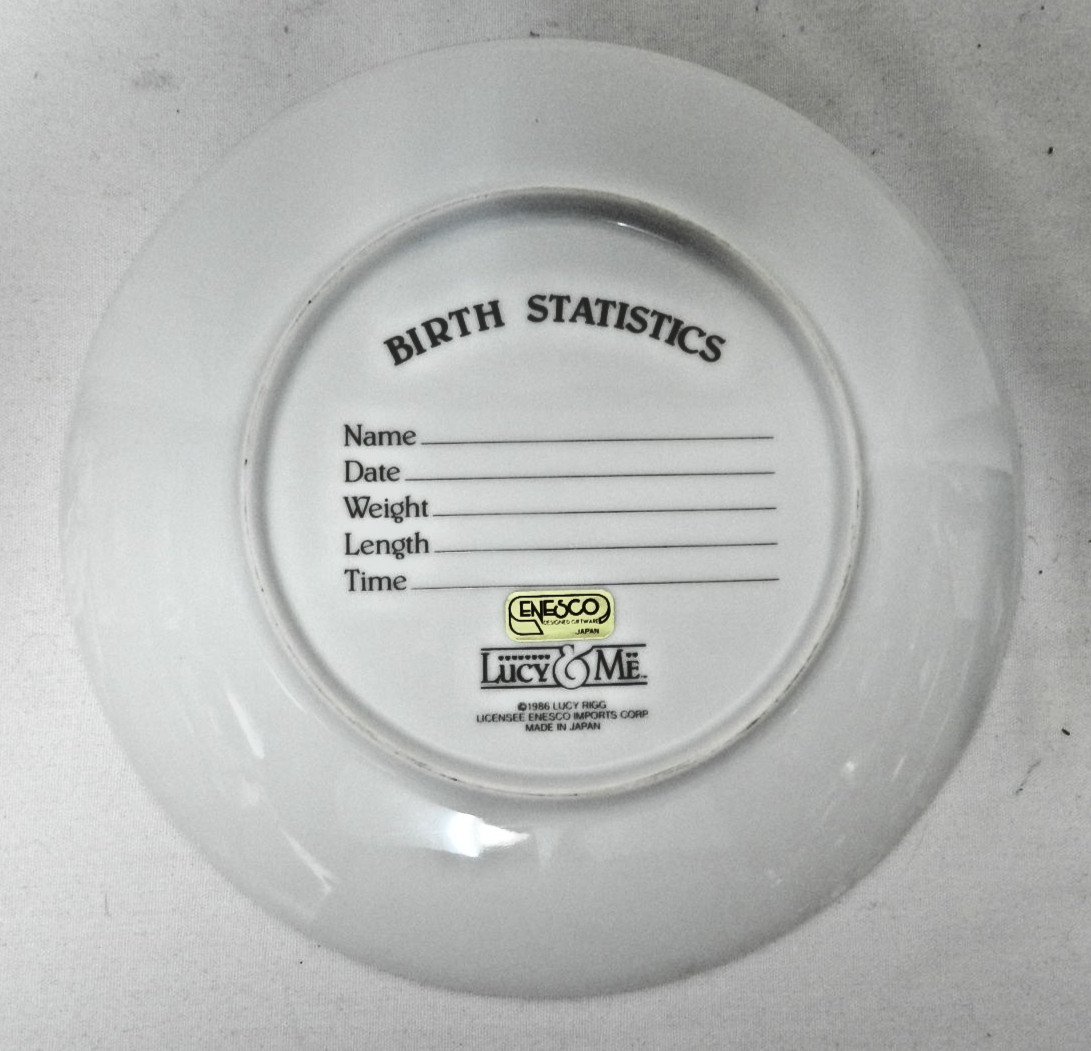 BIRTH STATISTICS
Name
Date
Weight
Length
Time
ENESCO
DESIGNED GIFTWARE
JAPAN
LUCY & ME™
©1986 LUCY RIGG
LICENSEE ENESCO IMPORTS CORP.
MADE IN JAPAN